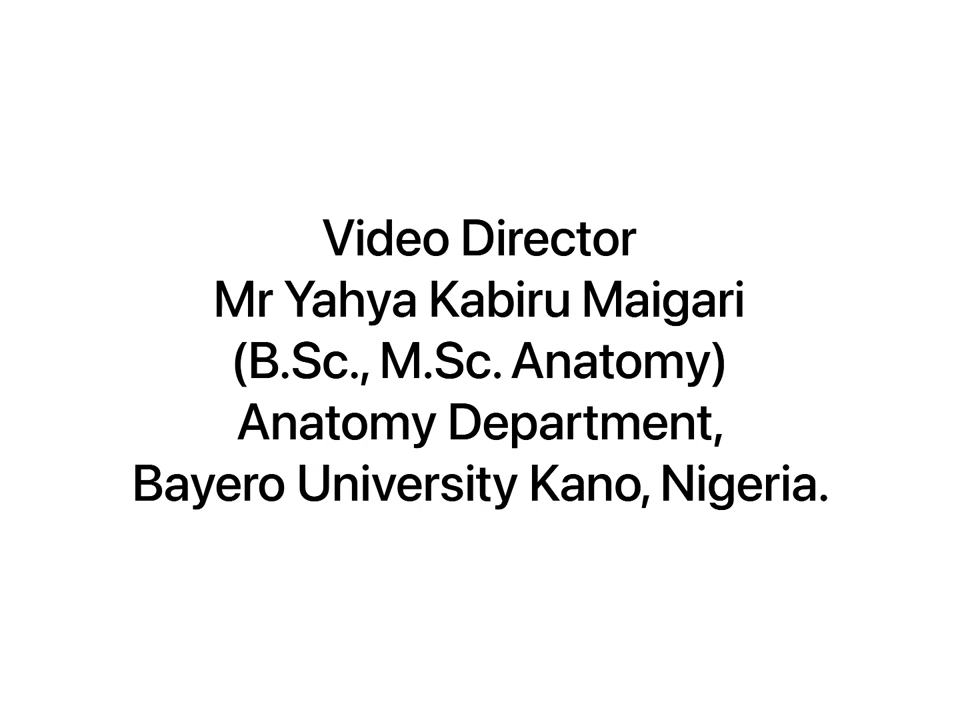 Video Director
Mr Yahya Kabiru Maigari
(B.Sc., M.Sc. Anatomy)
Anatomy Department,
Bayero University Kano, Nigeria.